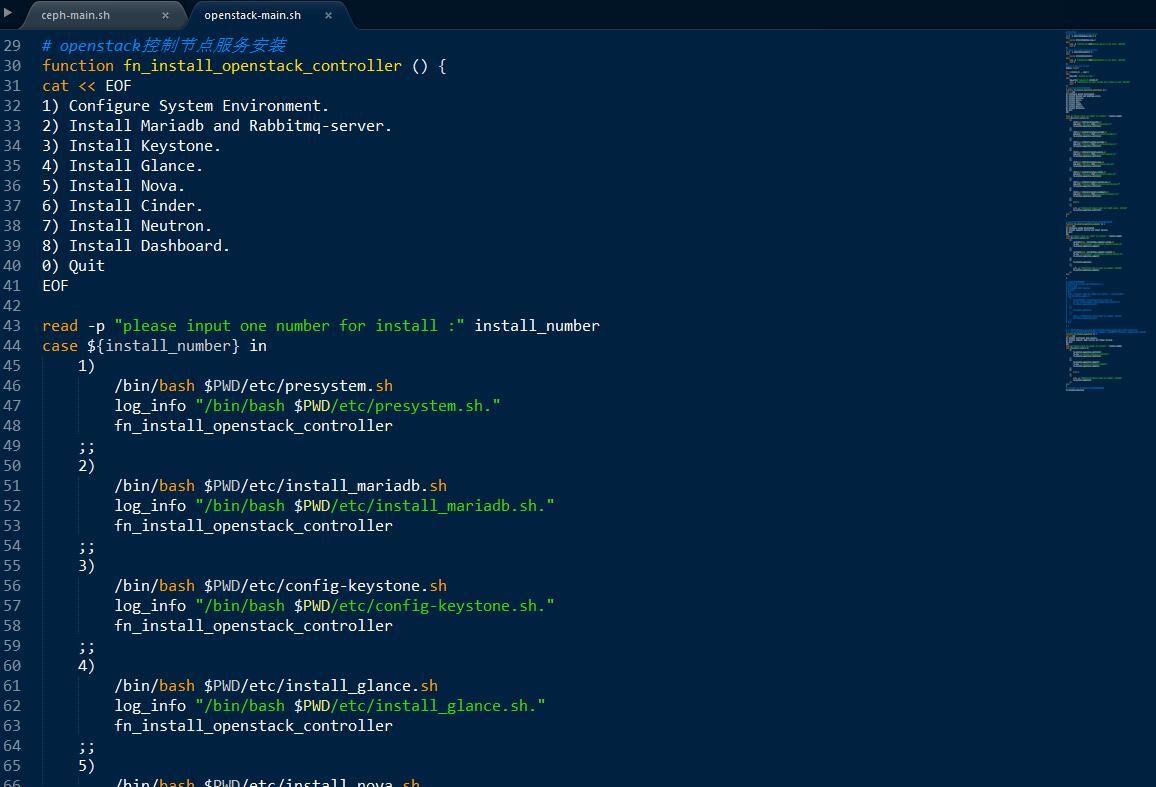 ceph-main.sh × openstack-main.sh ×
29 # openstack控制节点服务安装
30 function fn_install_openstack_controller () {
31 cat << EOF
32 1) Configure System Environment.
33 2) Install Mariadb and Rabbitmq-server.
34 3) Install Keystone.
35 4) Install Glance.
36 5) Install Nova.
37 6) Install Cinder.
38 7) Install Neutron.
39 8) Install Dashboard.
40 0) Quit
41 EOF
42
43 read -p "please input one number for install :" install_number
44 case ${install_number} in
45 1)
46 /bin/bash $PWD/etc/presystem.sh
47 log_info "/bin/bash $PWD/etc/presystem.sh."
48 fn_install_openstack_controller
49 ;;
50 2)
51 /bin/bash $PWD/etc/install_mariadb.sh
52 log_info "/bin/bash $PWD/etc/install_mariadb.sh."
53 fn_install_openstack_controller
54 ;;
55 3)
56 /bin/bash $PWD/etc/config-keystone.sh
57 log_info "/bin/bash $PWD/etc/config-keystone.sh."
58 fn_install_openstack_controller
59 ;;
60 4)
61 /bin/bash $PWD/etc/install_glance.sh
62 log_info "/bin/bash $PWD/etc/install_glance.sh."
63 fn_install_openstack_controller
64 ;;
65 5)
66 /bin/bash $PWD/etc/install_nova.sh